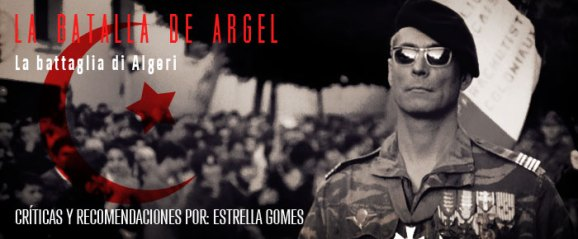 LA BATALLA DE ARGEL
La battaglia di Algeri
CRÍTICAS Y RECOMENDACIONES POR: ESTRELLA GOMES